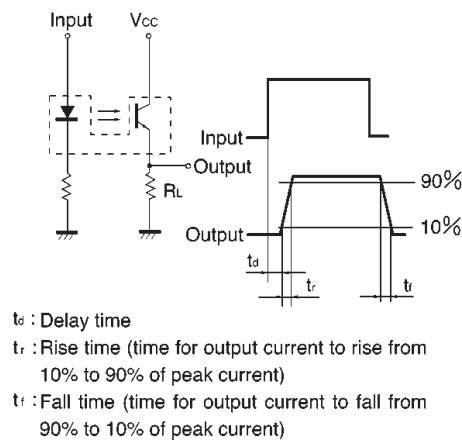 Input
Vcc
Input
Output
RL
90%
10%
Output
td
tr
tf
td : Delay time
tr : Rise time (time for output current to rise from
10% to 90% of peak current)
tf : Fall time (time for output current to fall from
90% to 10% of peak current)